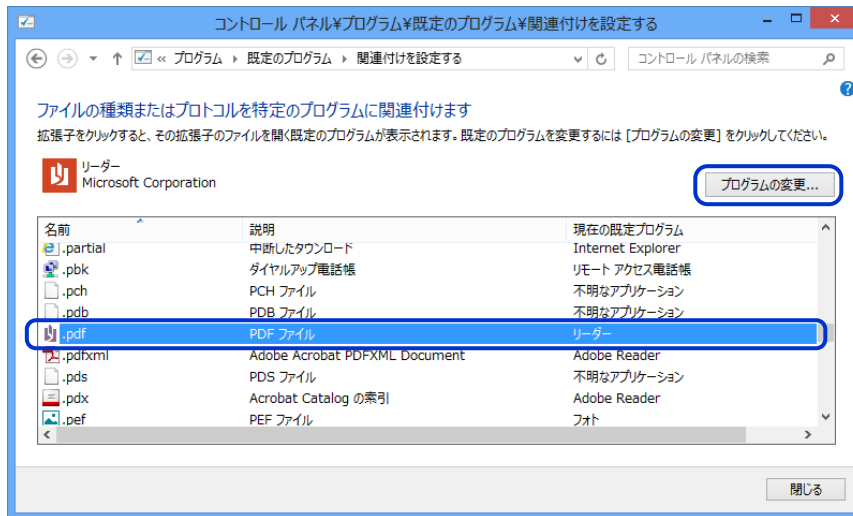 コントロール パネル¥プログラム¥既定のプログラム¥関連付けを設定する
« プログラム 既定のプログラム 関連付けを設定する コントロール パネルの検索
ファイルの種類またはプロトコルを特定のプログラムに関連付けます
拡張子をクリックすると、その拡張子のファイルを開く既定のプログラムが表示されます。既定のプログラムを変更するには [プログラムの変更] をクリックしてください。
リーダー
Microsoft Corporation
プログラムの変更...
名前 説明 現在の既定プログラム
.partial 中断したダウンロード Internet Explorer
.pbk ダイヤルアップ電話帳 リモート アクセス電話帳
.pch PCH ファイル 不明なアプリケーション
.pdb PDB ファイル 不明なアプリケーション
.pdf PDF ファイル リーダー
.pdfxml Adobe Acrobat PDFXML Document Adobe Reader
.pds PDS ファイル 不明なアプリケーション
.pdx Acrobat Catalog の索引 Adobe Reader
.pef PEF ファイル フォト
閉じる